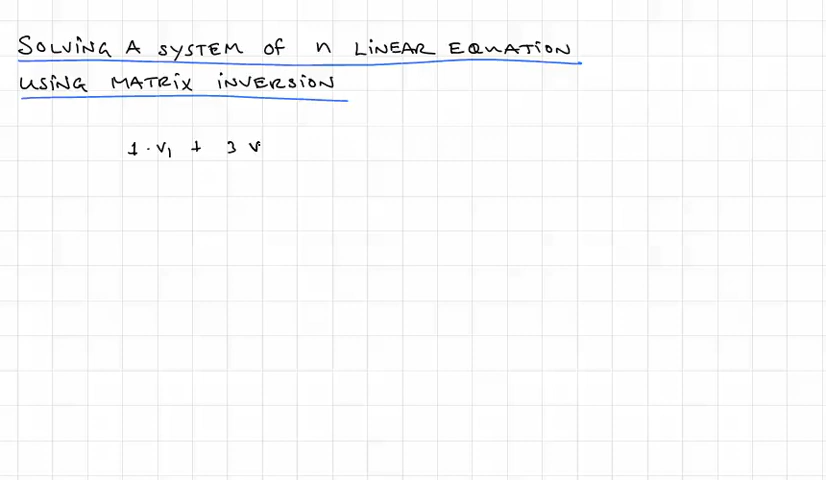 SOLVING A SYSTEM OF n LINEAR EQUATION
USING MATRIX INVERSION
1 · v₁ + 3 v